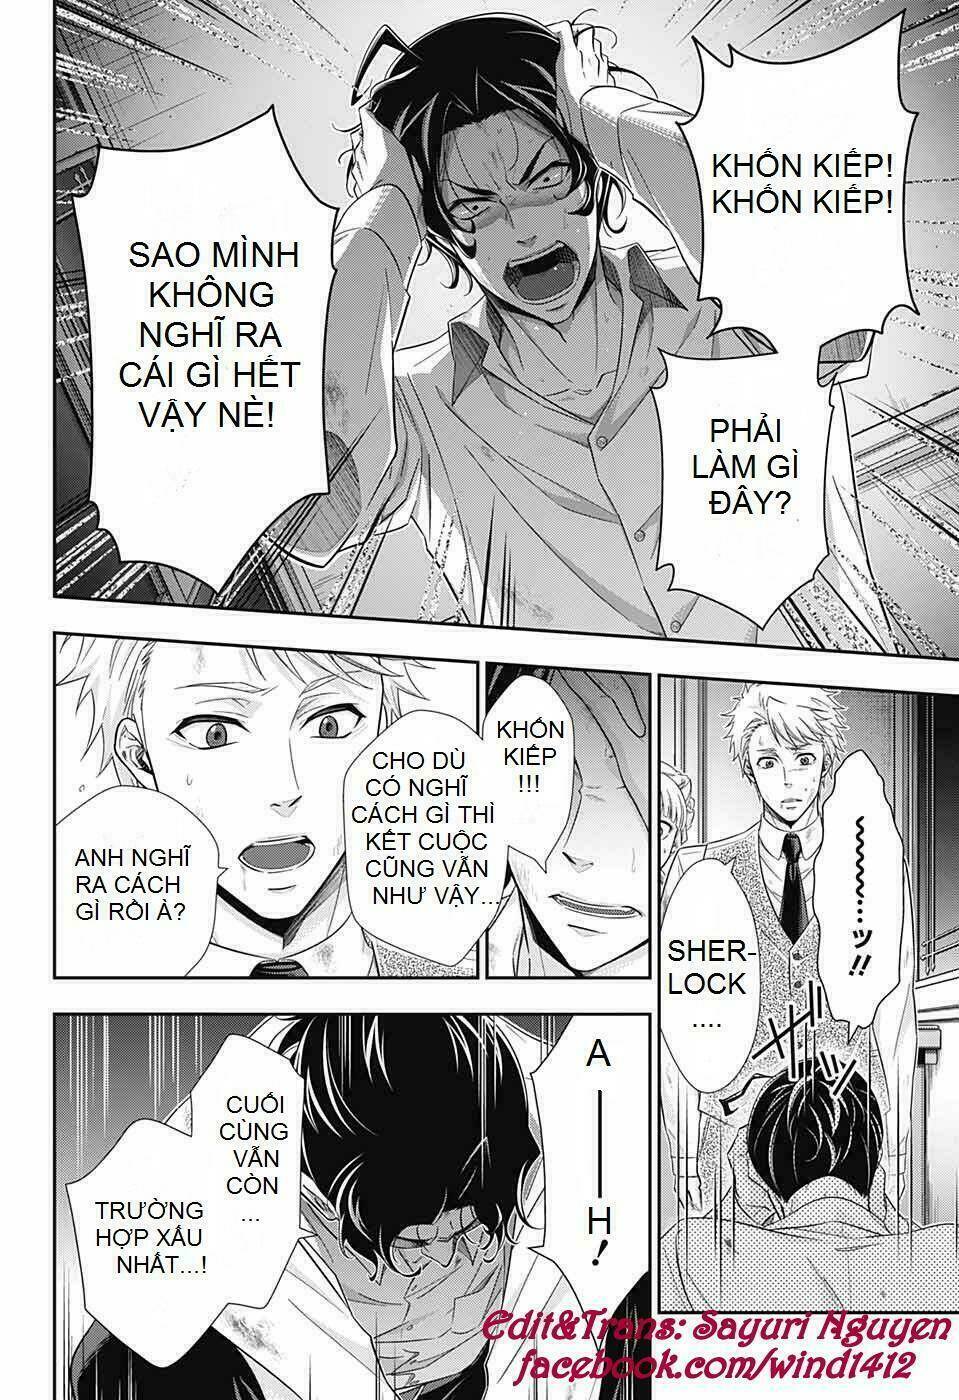 KHỐN KIẾP!
KHỐN KIẾP!
PHẢI
LÀM GÌ
ĐÂY?
SAO MÌNH
KHÔNG
NGHĨ RA
CÁI GÌ HẾT
VẬY NÈ!
~~~~~ッ!!
SHER-
LOCK
....
KHỐN
KIẾP
!!!
CHO DÙ
CÓ NGHĨ
CÁCH GÌ THÌ
KẾT CUỘC
CŨNG VẪN
NHƯ VẬY...
ANH NGHĨ
RA CÁCH
GÌ RỒI À?
A
—
H
!
CUỐI
CÙNG
VẪN
CÒN
...
TRƯỜNG
HỢP XẤU
NHẤT...!
Edit&Trans: Sayuri Nguyen
facebook.com/wind1412